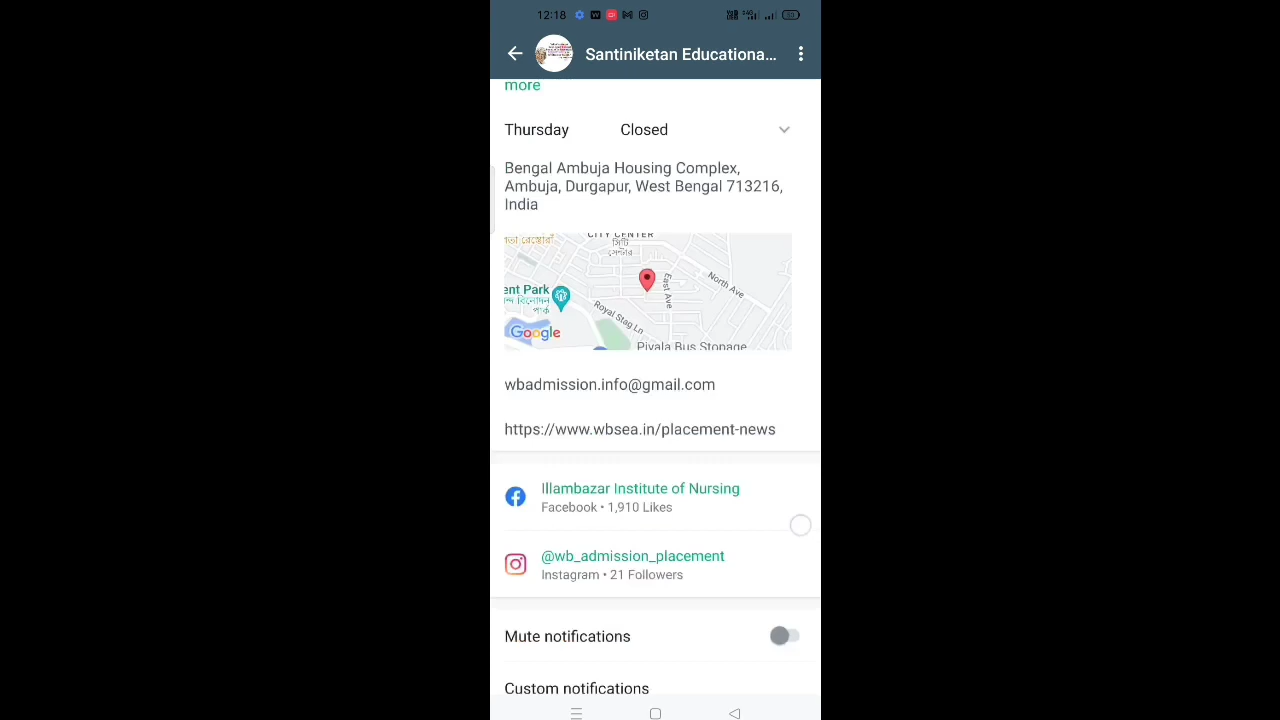 12:18
Santiniketan Educationa...
more
Thursday Closed
Bengal Ambuja Housing Complex,
Ambuja, Durgapur, West Bengal 713216,
India
CITY CENTER
সিটি
সেন্টার
North Ave
East Ave
ent Park
পার্ক
Royal Stag Ln
Google
Piyala Bus Stopage
wbadmission.info@gmail.com
https://www.wbsea.in/placement-news
Illambazar Institute of Nursing
Facebook • 1,910 Likes
@wb_admission_placement
Instagram • 21 Followers
Mute notifications
Custom notifications